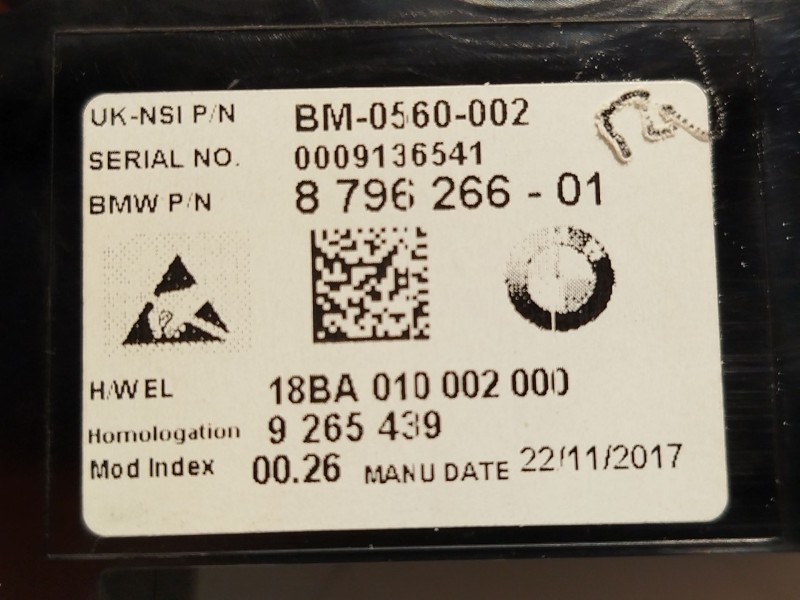 UK-NSI P/N BM-0560-002
SERIAL NO. 0009136541
BMW P/N 8 796 266 - 01
H/W EL 18BA 010 002 000
Homologation 9 265 439
Mod Index 00.26 MANU DATE 22/11/2017